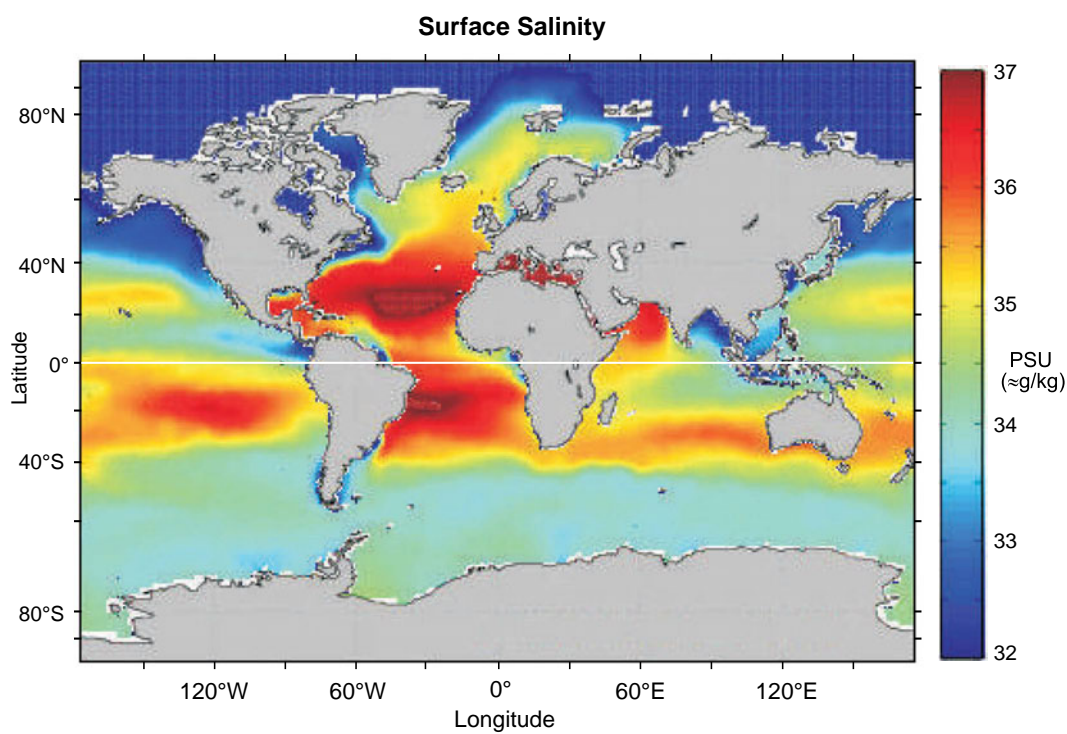 Surface Salinity
80°N
40°N
0°
40°S
80°S
Latitude
120°W
60°W
0°
60°E
120°E
Longitude
37
36
35
34
33
32
PSU
(≈g/kg)